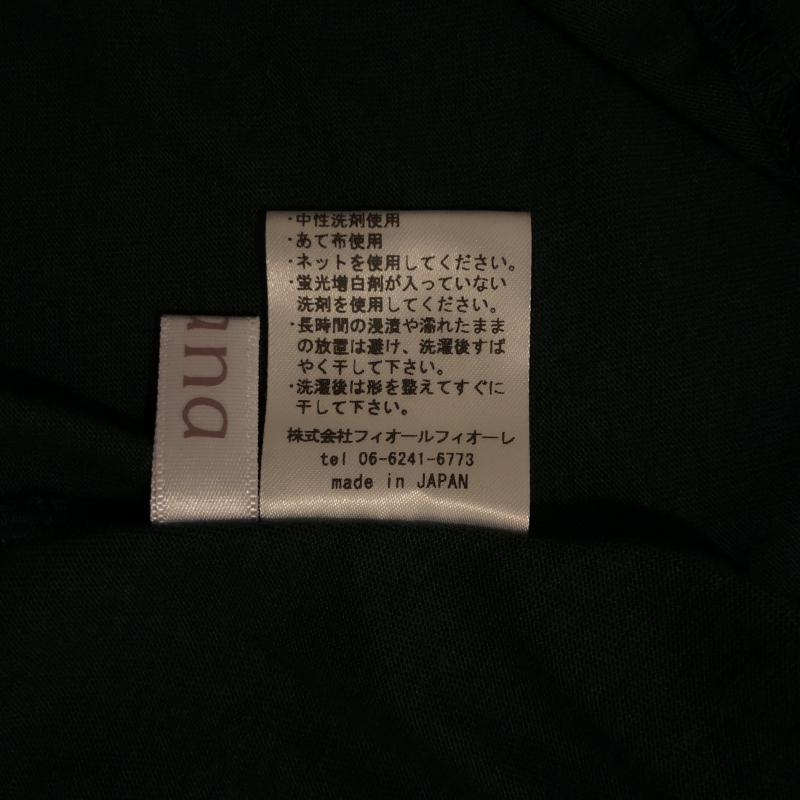 ・中性洗剤使用
・あて布使用
・ネットを使用してください。
・蛍光増白剤が入っていない
洗剤を使用してください。
・長時間の浸漬や濡れたまま
の放置は避け、洗濯後すば
やく干して下さい。
・洗濯後は形を整えてすぐに
干して下さい。
株式会社フィオールフィオーレ
tel 06-6241-6773
made in JAPAN
una